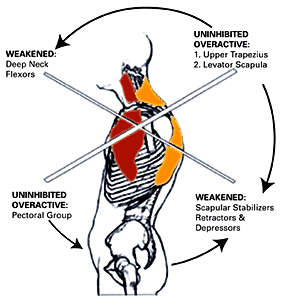 WEAKENED:
Deep Neck
Flexors
UNINHIBITED
OVERACTIVE:
1. Upper Trapezius
2. Levator Scapula
UNINHIBITED
OVERACTIVE:
Pectoral Group
WEAKENED:
Scapular Stabilizers
Retractors &
Depressors